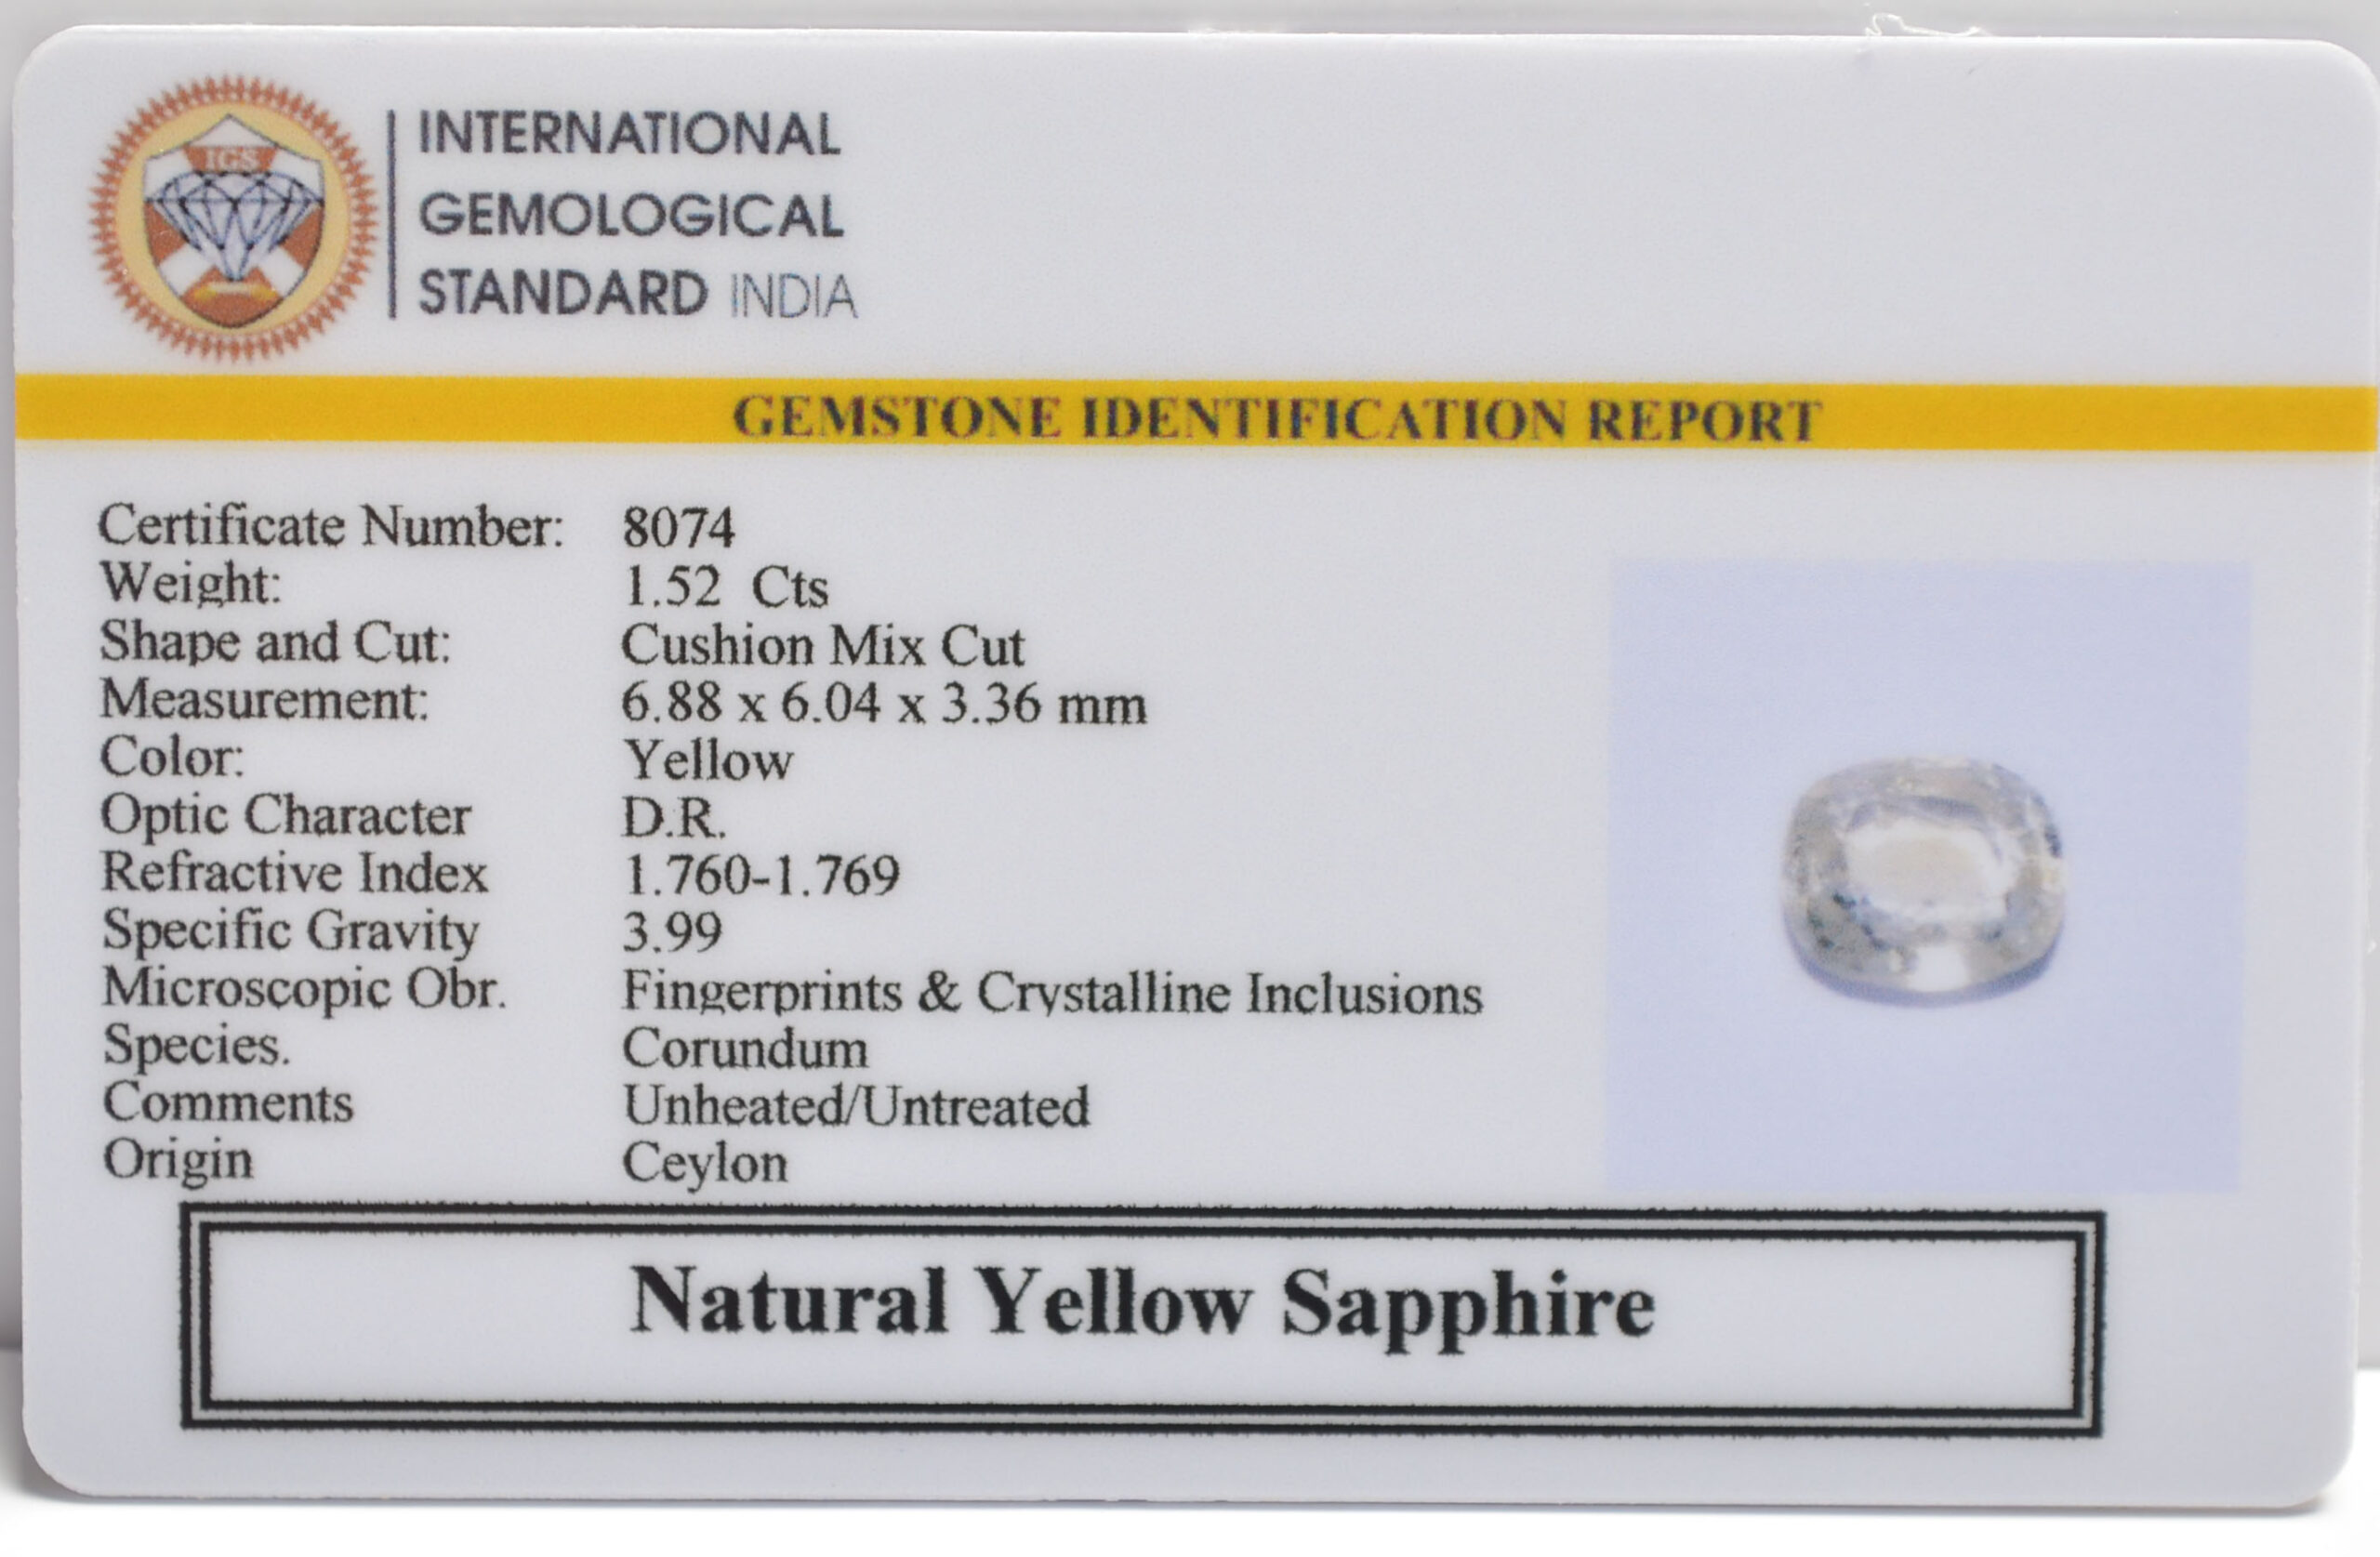 IGS
INTERNATIONAL
GEMOLOGICAL
STANDARD INDIA
GEMSTONE IDENTIFICATION REPORT
Certificate Number: 8074
Weight: 1.52 Cts
Shape and Cut: Cushion Mix Cut
Measurement: 6.88 x 6.04 x 3.36 mm
Color: Yellow
Optic Character D.R.
Refractive Index 1.760-1.769
Specific Gravity 3.99
Microscopic Obr. Fingerprints & Crystalline Inclusions
Species. Corundum
Comments Unheated/Untreated
Origin Ceylon
Natural Yellow Sapphire